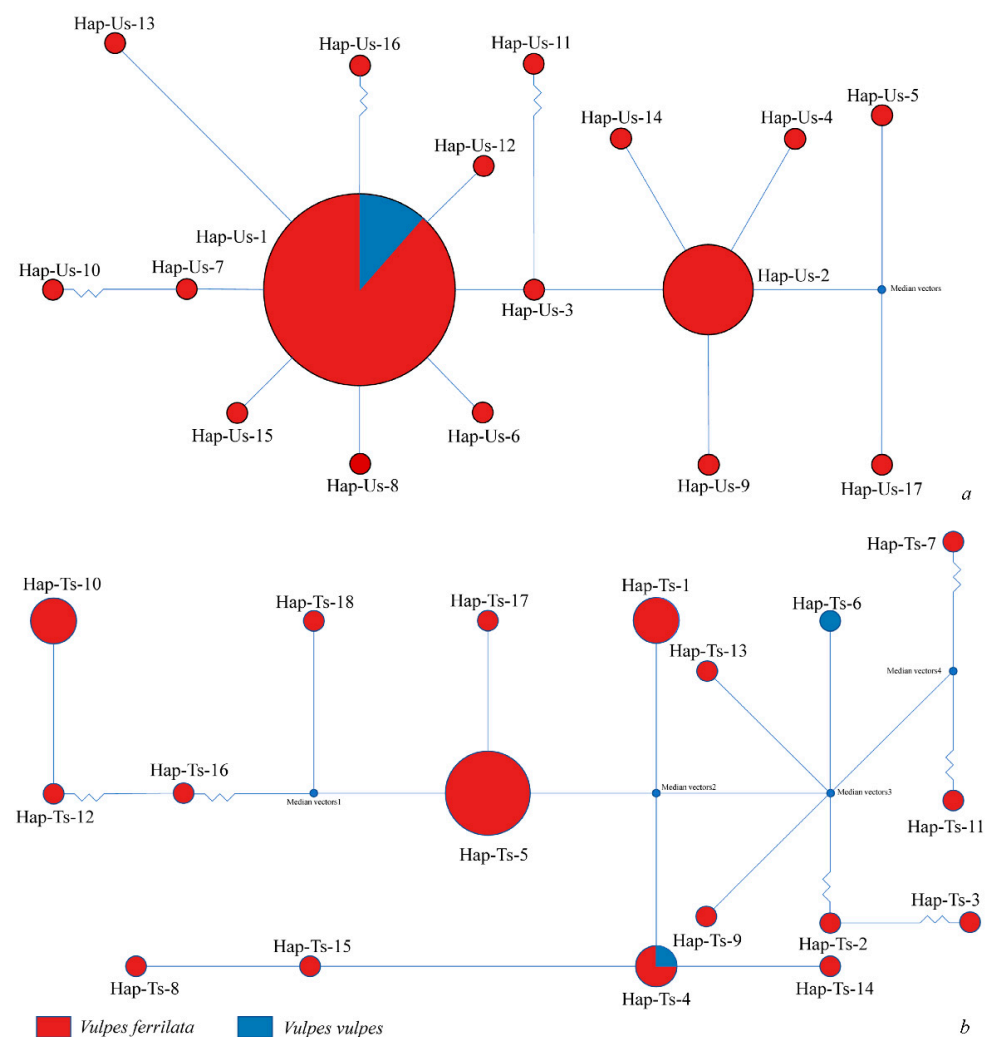 Hap-Us-13
Hap-Us-16
Hap-Us-11
Hap-Us-5
Hap-Us-14
Hap-Us-4
Hap-Us-12
Hap-Us-1
Hap-Us-10
Hap-Us-7
Hap-Us-2
Median vectors
Hap-Us-3
Hap-Us-15
Hap-Us-6
Hap-Us-8
Hap-Us-9
Hap-Us-17
a
Hap-Ts-7
Hap-Ts-10
Hap-Ts-18
Hap-Ts-17
Hap-Ts-1
Hap-Ts-6
Hap-Ts-13
Median vectors4
Hap-Ts-16
Median vectors2
Median vectors3
Median vectors1
Hap-Ts-12
Hap-Ts-11
Hap-Ts-5
Hap-Ts-3
Hap-Ts-9
Hap-Ts-2
Hap-Ts-15
Hap-Ts-8
Hap-Ts-4
Hap-Ts-14
Vulpes ferrilata
Vulpes vulpes
b